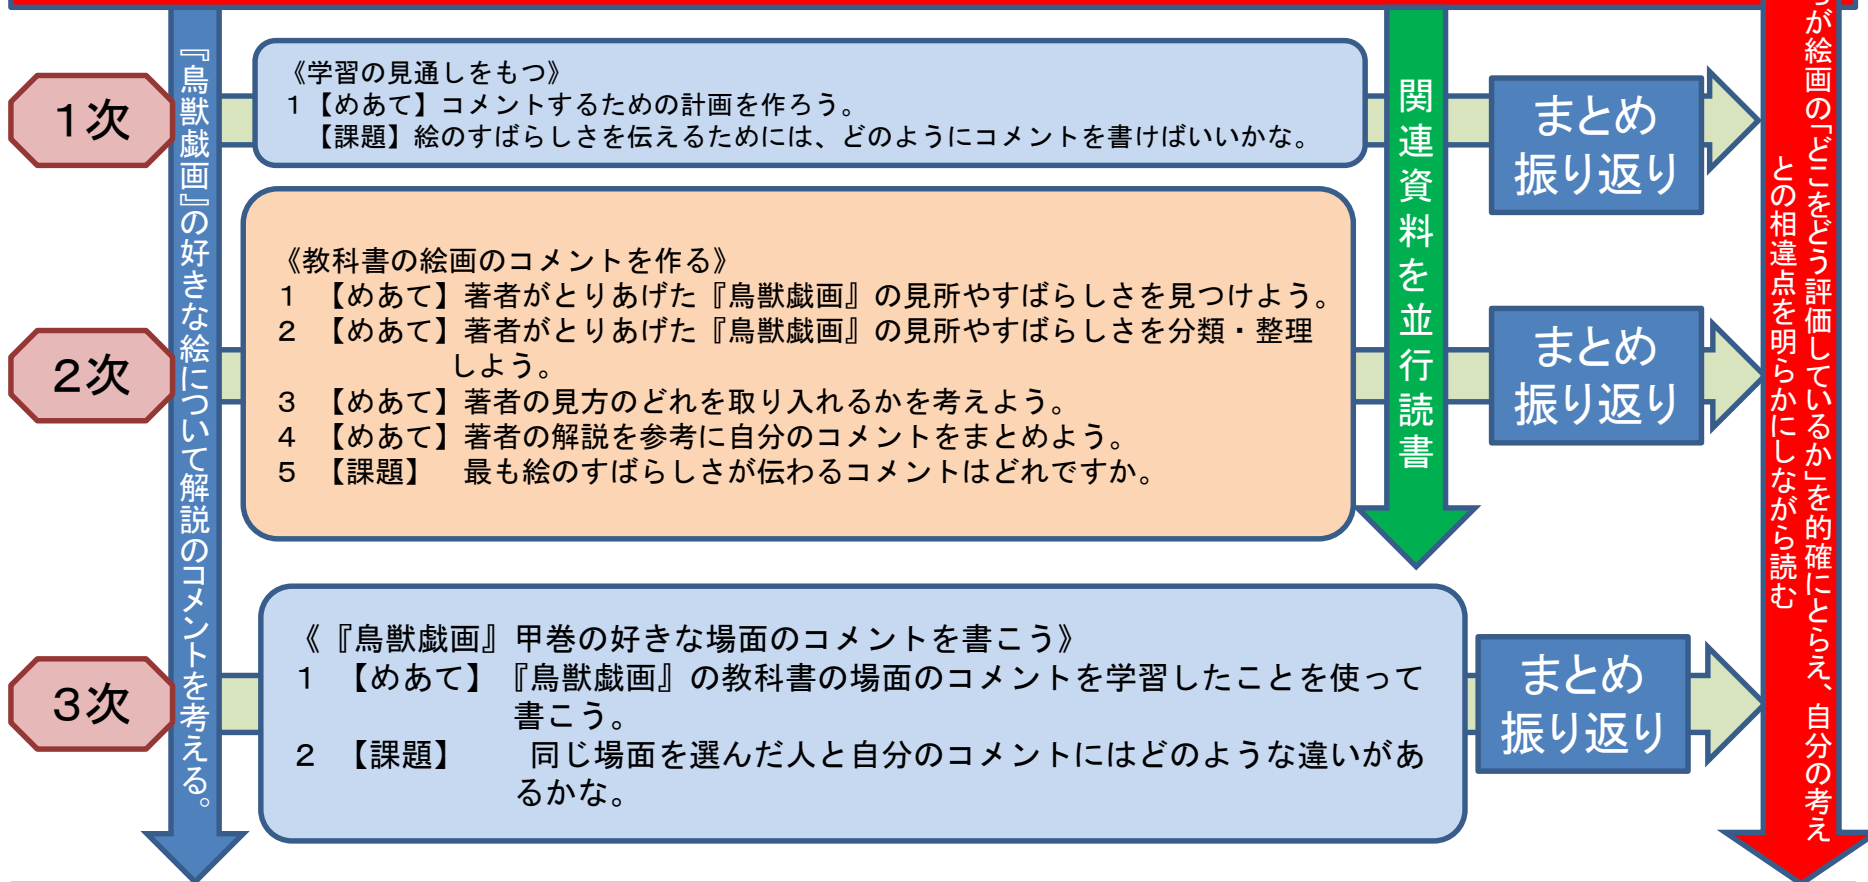 『鳥獣戯画』の好きな絵について解説のコメントを考える。
1次
《学習の見通しをもつ》
1【めあて】コメントするための計画を作ろう。
【課題】絵のすばらしさを伝えるためには、どのようにコメントを書けばいいかな。
まとめ
振り返り
2次
《教科書の絵画のコメントを作る》
1 【めあて】著者がとりあげた『鳥獣戯画』の見所やすばらしさを見つけよう。
2 【めあて】著者がとりあげた『鳥獣戯画』の見所やすばらしさを分類・整理
しよう。
3 【めあて】著者の見方のどれを取り入れるかを考えよう。
4 【めあて】著者の解説を参考に自分のコメントをまとめよう。
5 【課題】 最も絵のすばらしさが伝わるコメントはどれですか。
まとめ
振り返り
3次
《『鳥獣戯画』甲巻の好きな場面のコメントを書こう》
1 【めあて】『鳥獣戯画』の教科書の場面のコメントを学習したことを使って
書こう。
2 【課題】 同じ場面を選んだ人と自分のコメントにはどのような違いがあ
るかな。
まとめ
振り返り
関連資料を並行読書
が絵画の「どこをどう評価しているか」を的確にとらえ、自分の考え
との相違点を明らかにしながら読む